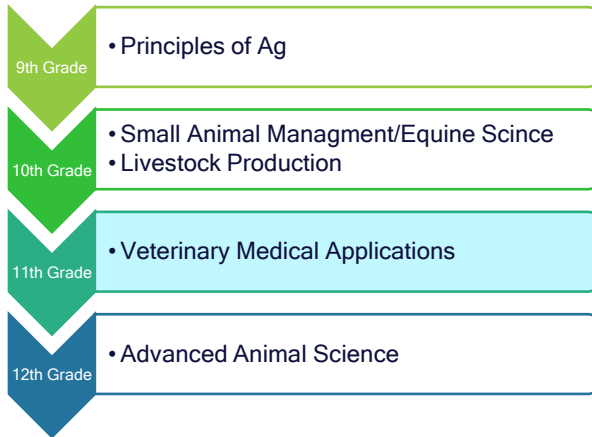 9th Grade
• Principles of Ag
10th Grade
• Small Animal Managment/Equine Scince
• Livestock Production
11th Grade
• Veterinary Medical Applications
12th Grade
• Advanced Animal Science